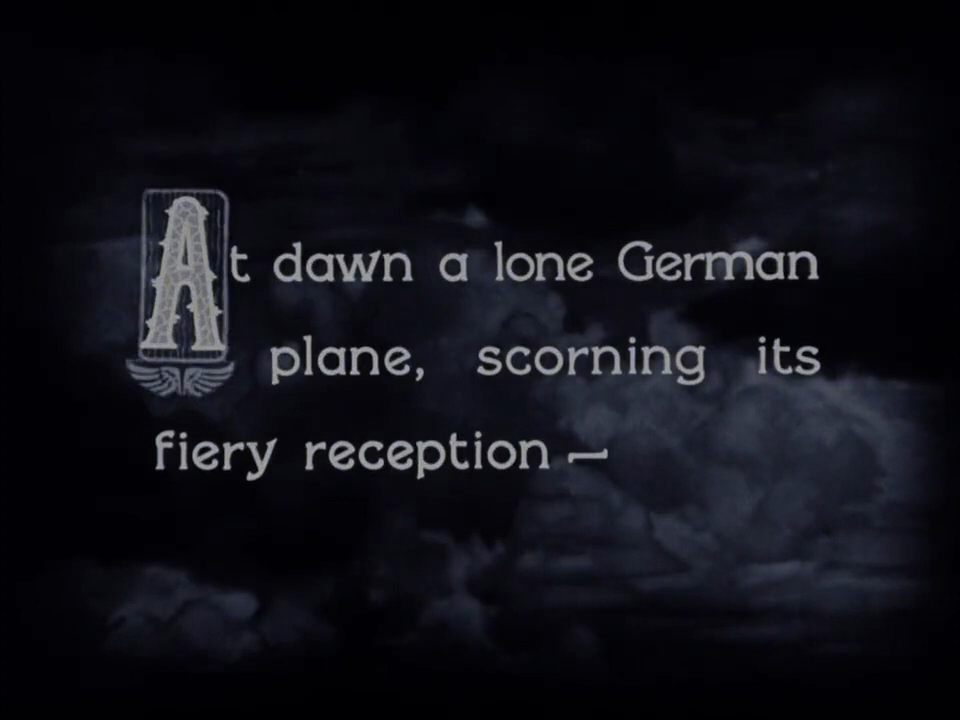 At dawn a lone German
plane, scorning its
fiery reception —